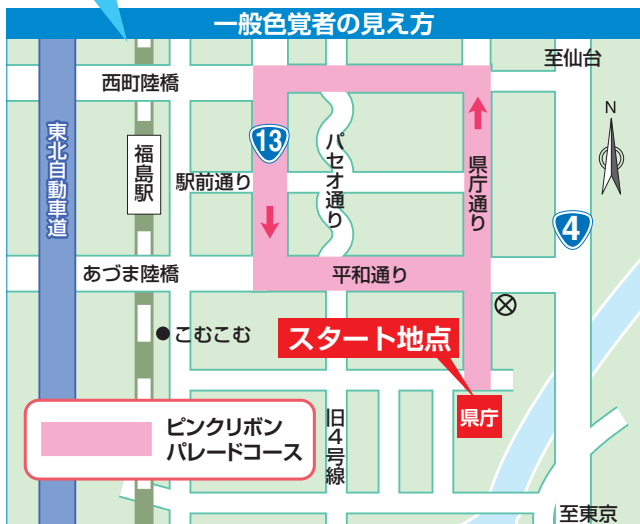 一般色覚者の見え方
至仙台
西町陸橋
13
N
東北自動車道
福島駅
駅前通り
パセオ通り
県庁通り
4
あづま陸橋
平和通り
こむこむ
スタート地点
県庁
ピンクリボン
パレードコース
旧4号線
至東京